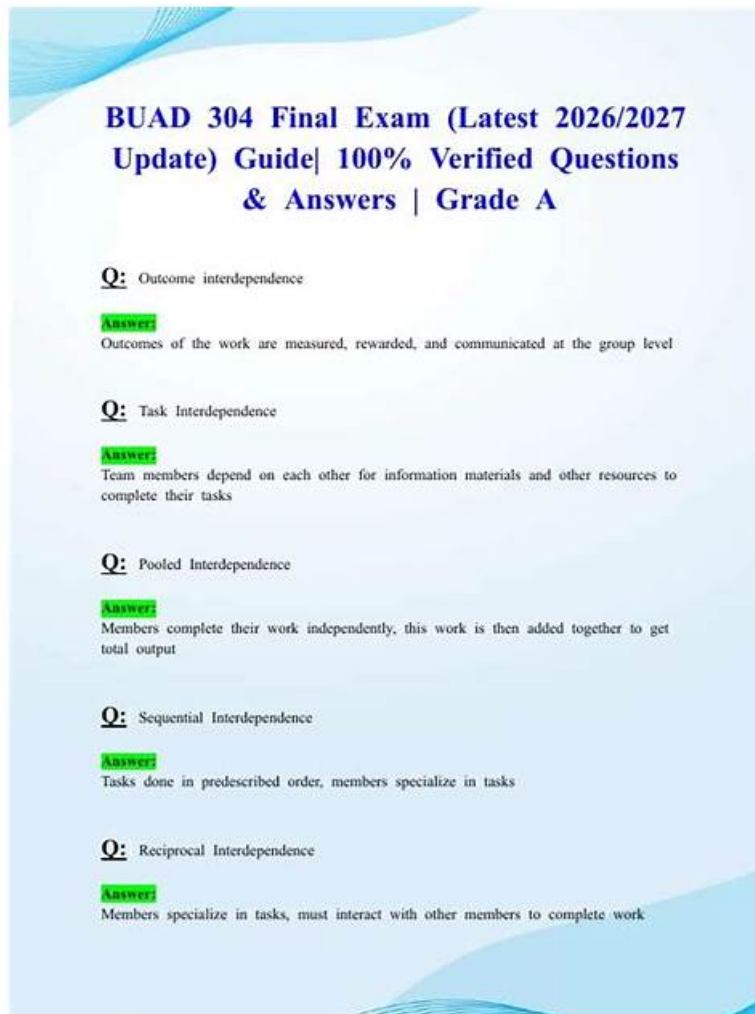 BUAD 304 Final Exam (Latest 2026/2027
Update) Guide| 100% Verified Questions
& Answers | Grade A
Q: Outcome interdependence
Answer:
Outcomes of the work are measured, rewarded, and communicated at the group level
Q: Task Interdependence
Answer:
Team members depend on each other for information materials and other resources to
complete their tasks
Q: Pooled Interdependence
Answer:
Members complete their work independently, this work is then added together to get
total output
Q: Sequential Interdependence
Answer:
Tasks done in predescribed order, members specialize in tasks
Q: Reciprocal Interdependence
Answer:
Members specialize in tasks, must interact with other members to complete work